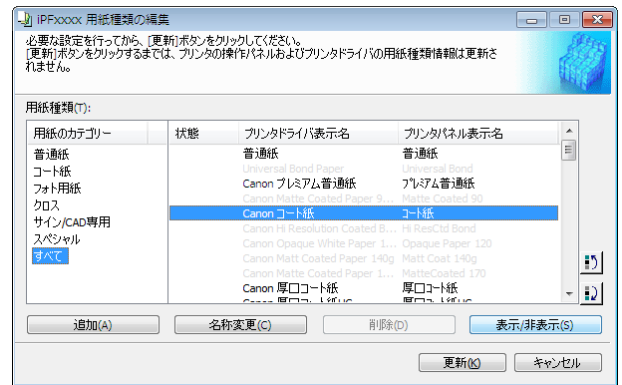 iPFxxxx 用紙種類の編集
必要な設定を行ってから、[更新]ボタンをクリックしてください。
[更新]ボタンをクリックするまでは、プリンタの操作パネルおよびプリンタドライバの用紙種類情報は更新さ
れません。
用紙種類(T):
用紙のカテゴリー 状態 プリンタドライバ表示名 プリンタパネル表示名
普通紙 普通紙 普通紙
Universal Bond Paper Universal Bond
コート紙 Canon プレミアム普通紙 プレミアム普通紙
フォト用紙 Canon Matte Coated Paper 9... Matte Coated 90
クロス Canon コート紙 コート紙
サイン/CAD専用 Canon Hi Resolution Coated B... Hi ResCtd Bond
スペシャル Canon Opaque White Paper 1... Opaque Paper 120
すべて Canon Matt Coated Paper 140g Matt Coat 140g
Canon Matte Coated Paper 1... MatteCoated 170
Canon 厚口コート紙 厚口コート紙
追加(A) 名称変更(C) 削除(D) 表示/非表示(S)
更新(K) キャンセル